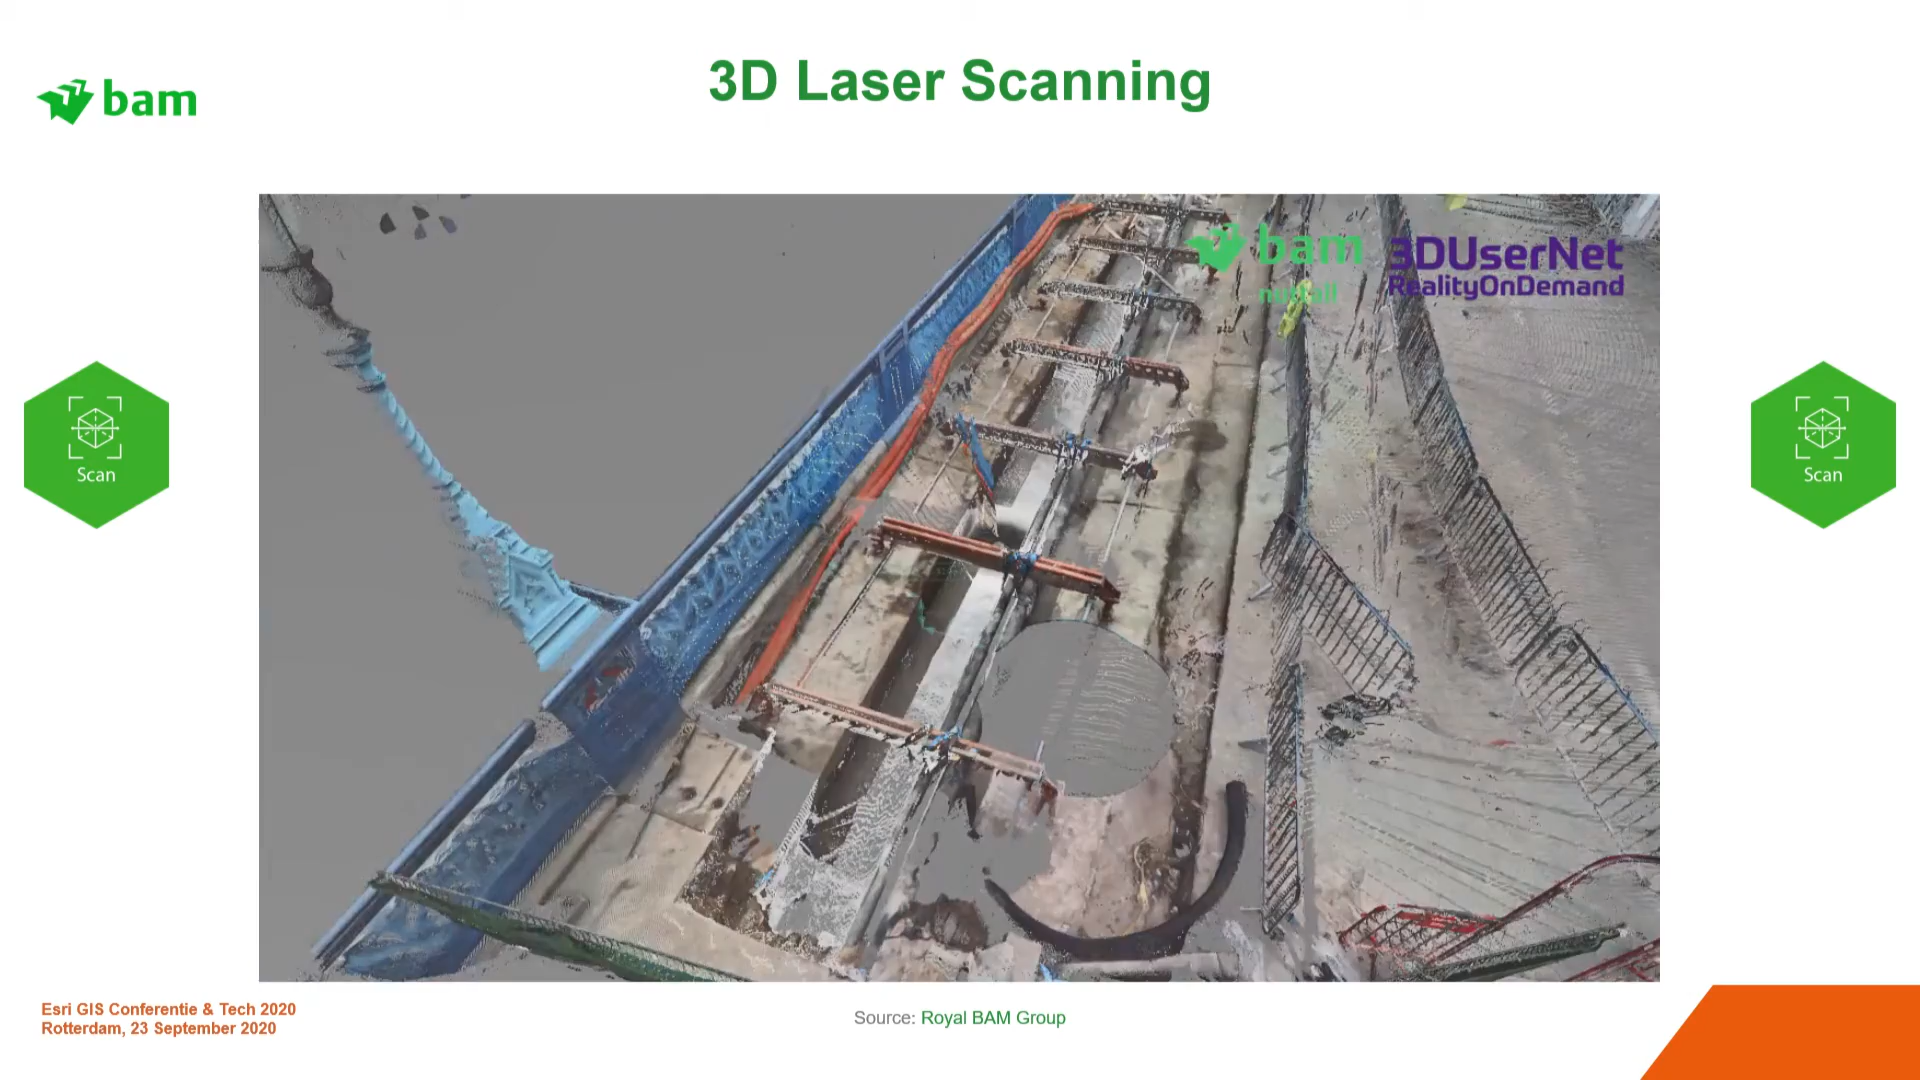 3D Laser Scanning
bam
bam
nuttall
3DUserNet
RealityOnDemand
Scan
Scan
Esri GIS Conferentie & Tech 2020
Rotterdam, 23 September 2020
Source: Royal BAM Group